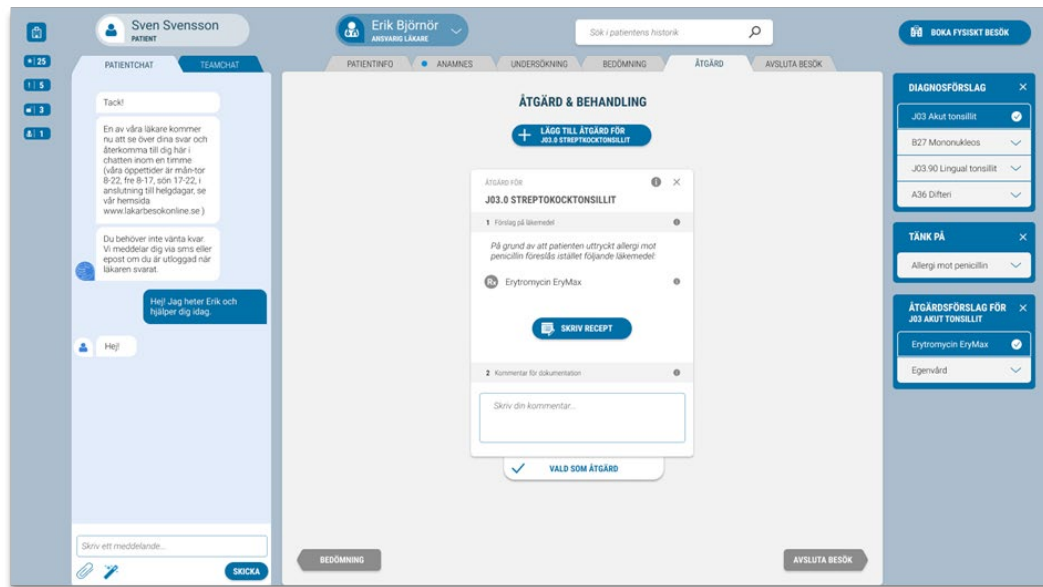 Sven Svensson
PATIENT
Erik Björnör
ANSVARIG LÄKARE
Sök i patientens historik
BOKA FYSISKT BESÖK
25
5
3
1
PATIENTCHAT
TEAMCHAT
Tack!
En av våra läkare kommer
nu att se över dina svar och
återkomma till dig här i
chatten inom en timme
(våra öppettider är mån-tor
8-22, fre 8-17, sön 17-22, i
anslutning till helgdagar, se
vår hemsida
www.lakarbesokonline.se )
Du behöver inte vänta kvar.
Vi meddelar dig via sms eller
epost om du är utloggad när
läkaren svarat.
Hej! Jag heter Erik och
hjälper dig idag.
Hej!
Skriv ett meddelande...
SKICKA
PATIENTINFO
ANAMNES
UNDERSÖKNING
BEDÖMNING
ÅTGÄRD
AVSLUTA BESÖK
ÅTGÄRD & BEHANDLING
LÄGG TILL ÅTGÄRD FÖR
J03.0 STREPTKOCKTONSILLIT
ÅTGÄRD FÖR
J03.0 STREPTOKOCKTONSILLIT
1 Förslag på läkemedel
På grund av att patienten uttryckt allergi mot
penicillin föreslås istället följande läkemedel:
Rx Erytromycin EryMax
SKRIV RECEPT
2 Kommentar för dokumentation
Skriv din kommentar...
VALD SOM ÅTGÄRD
BEDÖMNING
AVSLUTA BESÖK
DIAGNOSFÖRSLAG
J03 Akut tonsillit
B27 Mononukleos
J03.90 Lingual tonsillit
A36 Difteri
TÄNK PÅ
Allergi mot penicillin
ÅTGÄRDSFÖRSLAG FÖR
J03 AKUT TONSILLIT
Erytromycin EryMax
Egenvård